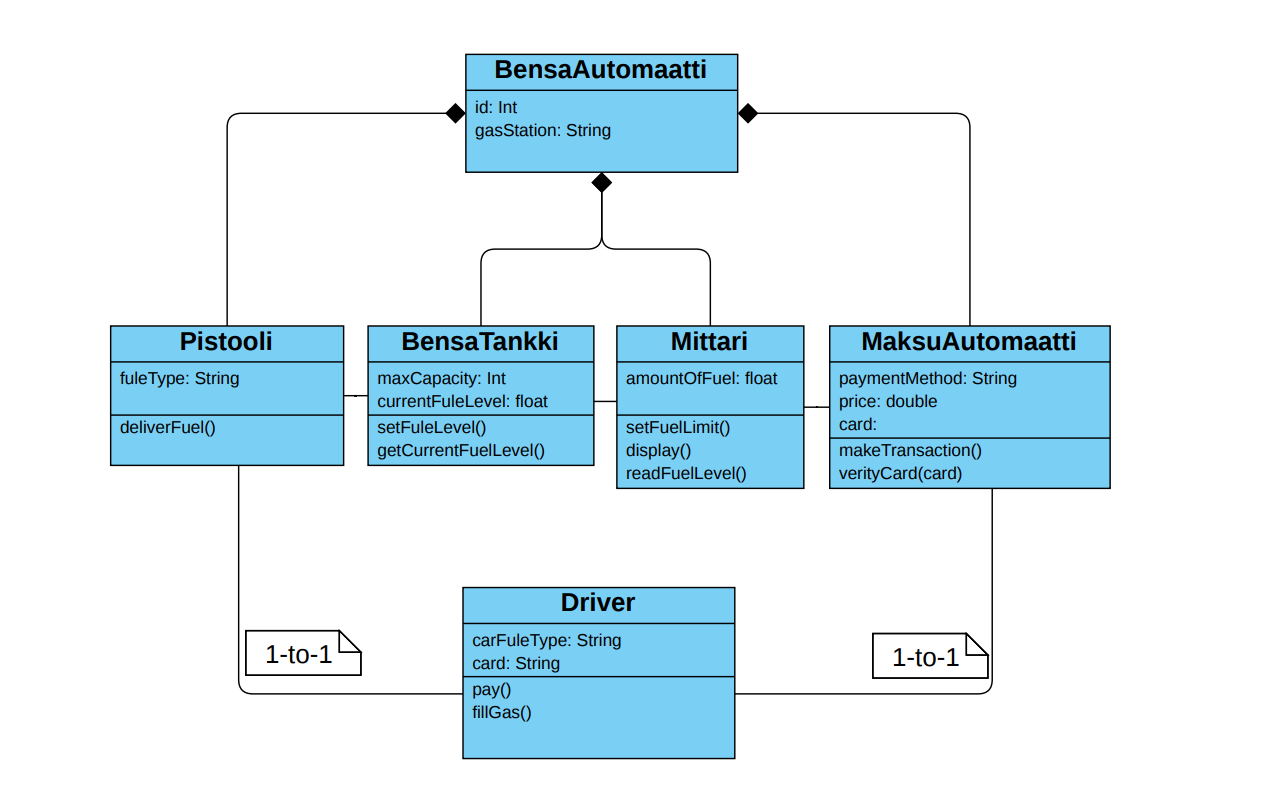 BensaAutomaatti
id: Int
gasStation: String
Pistooli
fuleType: String
deliverFuel()
BensaTankki
maxCapacity: Int
currentFuleLevel: float
setFuleLevel()
getCurrentFuelLevel()
Mittari
amountOfFuel: float
setFuelLimit()
display()
readFuelLevel()
MaksuAutomaatti
paymentMethod: String
price: double
card:
makeTransaction()
verityCard(card)
Driver
carFuleType: String
card: String
pay()
fillGas()
1-to-1
1-to-1